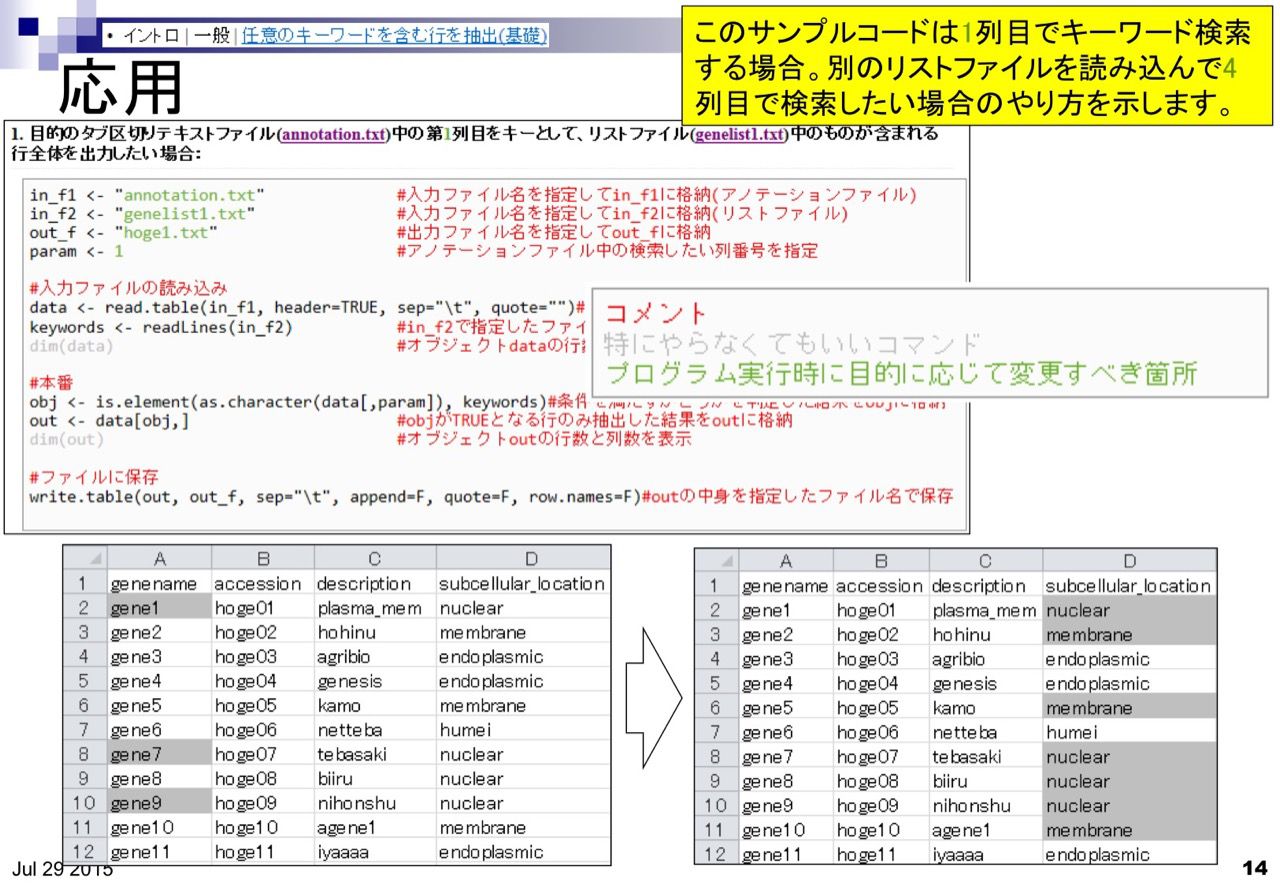 • イントロ | 一般 | 任意のキーワードを含む行を抽出(基礎)
応用
このサンプルコードは1列目でキーワード検索
する場合。別のリストファイルを読み込んで4
列目で検索したい場合のやり方を示します。
1. 目的のタブ区切りテキストファイル(annotation.txt)中の第1列目をキーとして、リストファイル(genelist1.txt)中のものが含まれる
行全体を出力したい場合:
in_f1 <- "annotation.txt" #入力ファイル名を指定してin_f1に格納(アノテーションファイル)
in_f2 <- "genelist1.txt" #入力ファイル名を指定してin_f2に格納(リストファイル)
out_f <- "hoge1.txt" #出力ファイル名を指定してout_fに格納
param <- 1 #アノテーションファイル中の検索したい列番号を指定
#入力ファイルの読み込み
data <- read.table(in_f1, header=TRUE, sep="\t", quote="")#
keywords <- readLines(in_f2) #in_f2で指定したファイ
dim(data) #オブジェクトdataの行
コメント
特にやらなくてもいいコマンド
プログラム実行時に目的に応じて変更すべき箇所
#本番
obj <- is.element(as.character(data[,param]), keywords)#条件を満たすかどうかを判定した結果をobjに格納
out <- data[obj,] #objがTRUEとなる行のみ抽出した結果をoutに格納
dim(out) #オブジェクトoutの行数と列数を表示
#ファイルに保存
write.table(out, out_f, sep="\t", append=F, quote=F, row.names=F)#outの中身を指定したファイル名で保存
A B C D
1 genename accession description subcellular_location
2 gene1 hoge01 plasma_mem nuclear
3 gene2 hoge02 hohinu membrane
4 gene3 hoge03 agribio endoplasmic
5 gene4 hoge04 genesis endoplasmic
6 gene5 hoge05 kamo membrane
7 gene6 hoge06 netteba humei
8 gene7 hoge07 tebasaki nuclear
9 gene8 hoge08 biiru nuclear
10 gene9 hoge09 nihonshu nuclear
11 gene10 hoge10 agene1 membrane
12 gene11 hoge11 iyaaaa endoplasmic
A B C D
1 genename accession description subcellular_location
2 gene1 hoge01 plasma_mem nuclear
3 gene2 hoge02 hohinu membrane
4 gene3 hoge03 agribio endoplasmic
5 gene4 hoge04 genesis endoplasmic
6 gene5 hoge05 kamo membrane
7 gene6 hoge06 netteba humei
8 gene7 hoge07 tebasaki nuclear
9 gene8 hoge08 biiru nuclear
10 gene9 hoge09 nihonshu nuclear
11 gene10 hoge10 agene1 membrane
12 gene11 hoge11 iyaaaa endoplasmic
Jul 29 2015
14